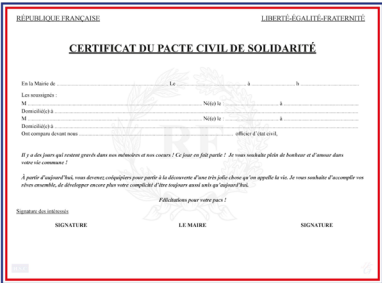 RÉPUBLIQUE FRANÇAISE LIBERTÉ-ÉGALITÉ-FRATERNITÉ
CERTIFICAT DU PACTE CIVIL DE SOLIDARITÉ
En la Mairie de ........ Le ........ à ........ h ........
Les soussignés :
M ........ Né(e) le ........ à ........
Domicilié(e) à ........
M ........ Né(e) le ........ à ........
Domicilié(e) à ........
Ont comparu devant nous ........ officier d'état civil.
RF
Il y a des jours qui restent gravés dans nos mémoires et nos coeurs ! Ce jour en fait partie ! Je vous souhaite plein de bonheur et d'amour dans
votre vie commune !
À partir d'aujourd'hui, vous devenez coéquipiers pour partir à la découverte d'une très jolie chose qu'on appelle la vie. Je vous souhaite d'accomplir vos
rêves ensemble, de développer encore plus votre complicité d'être toujours aussi unis qu'aujourd'hui.
Félicitations pour votre pacs !
Signature des intéressés
SIGNATURE LE MAIRE SIGNATURE